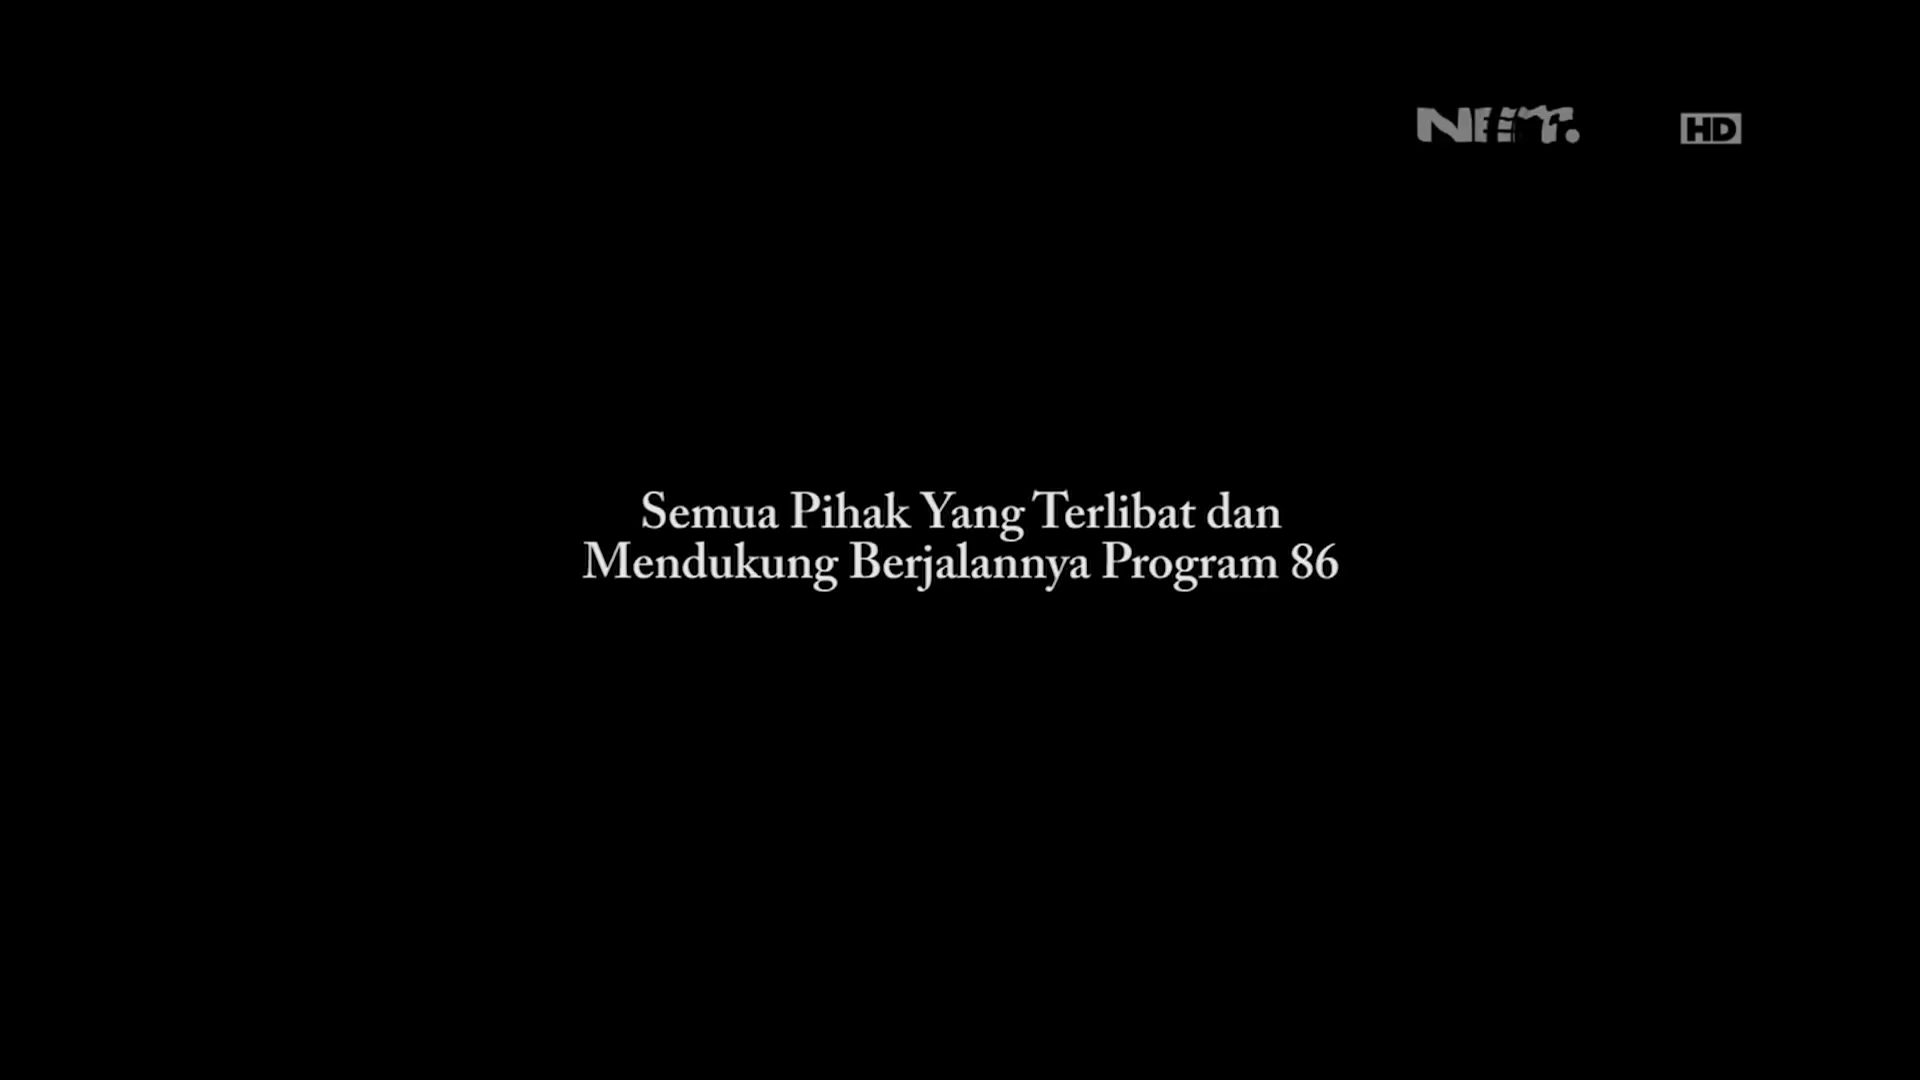 NET.
HD
Semua Pihak Yang Terlibat dan
Mendukung Berjalannya Program 86